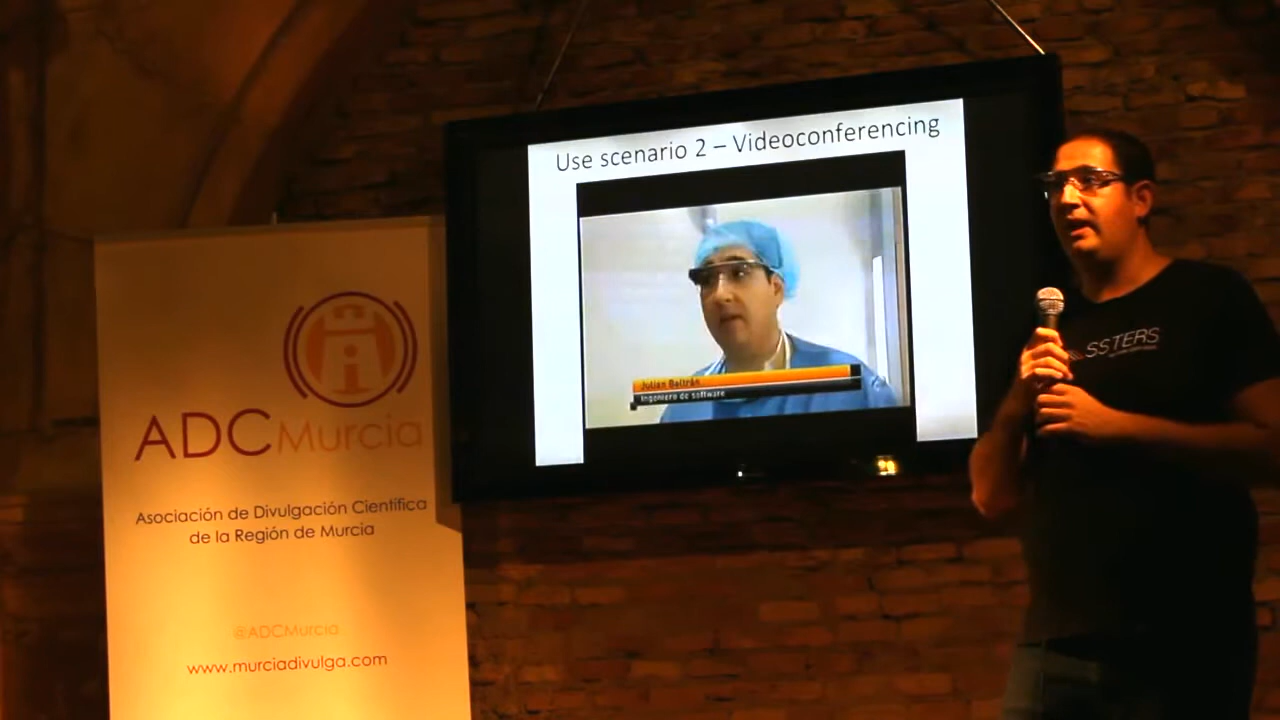 Use scenario 2 – Videoconferencing
Julian Beltrán
Ingeniero de software
SSTERS
ADCMurcia
Asociación de Divulgación Científica
de la Región de Murcia
@ADCMurcia
www.murciadivulga.com